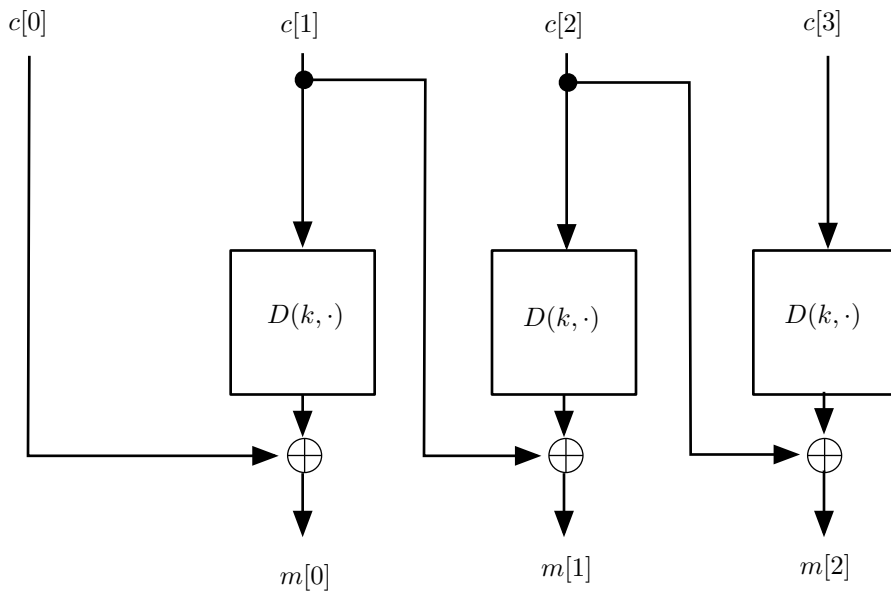 c[0] c[1] c[2] c[3]
D(k, ·) D(k, ·) D(k, ·)
m[0] m[1] m[2]